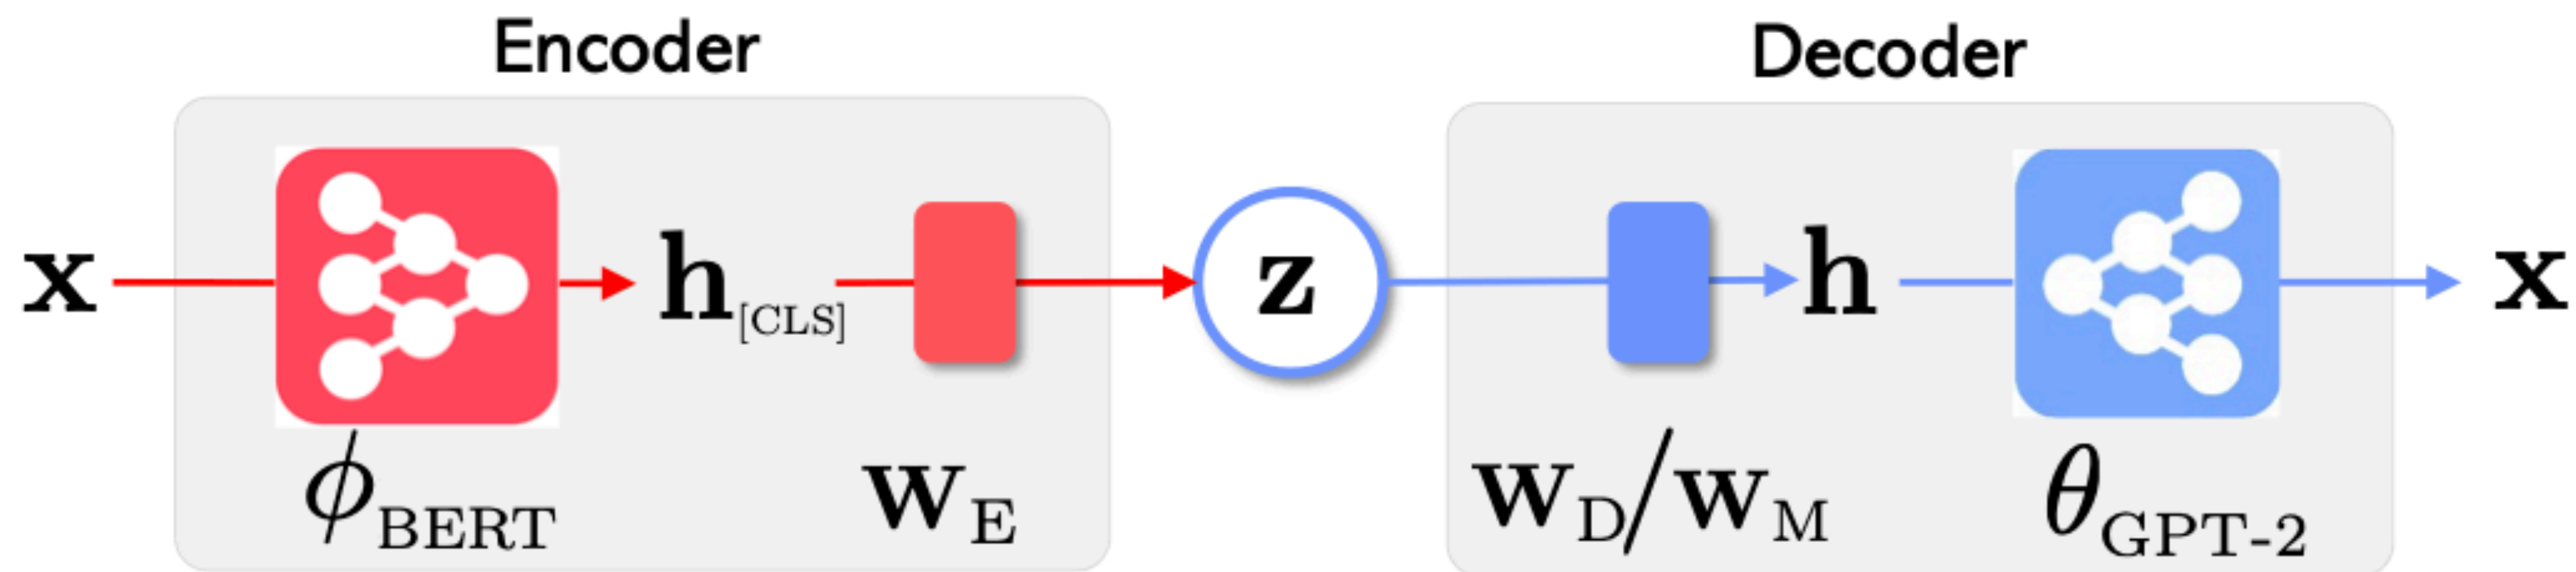 Encoder
Decoder
x
h[CLS]
z
h
x
ϕBERT
WE
WD/WM
θGPT-2